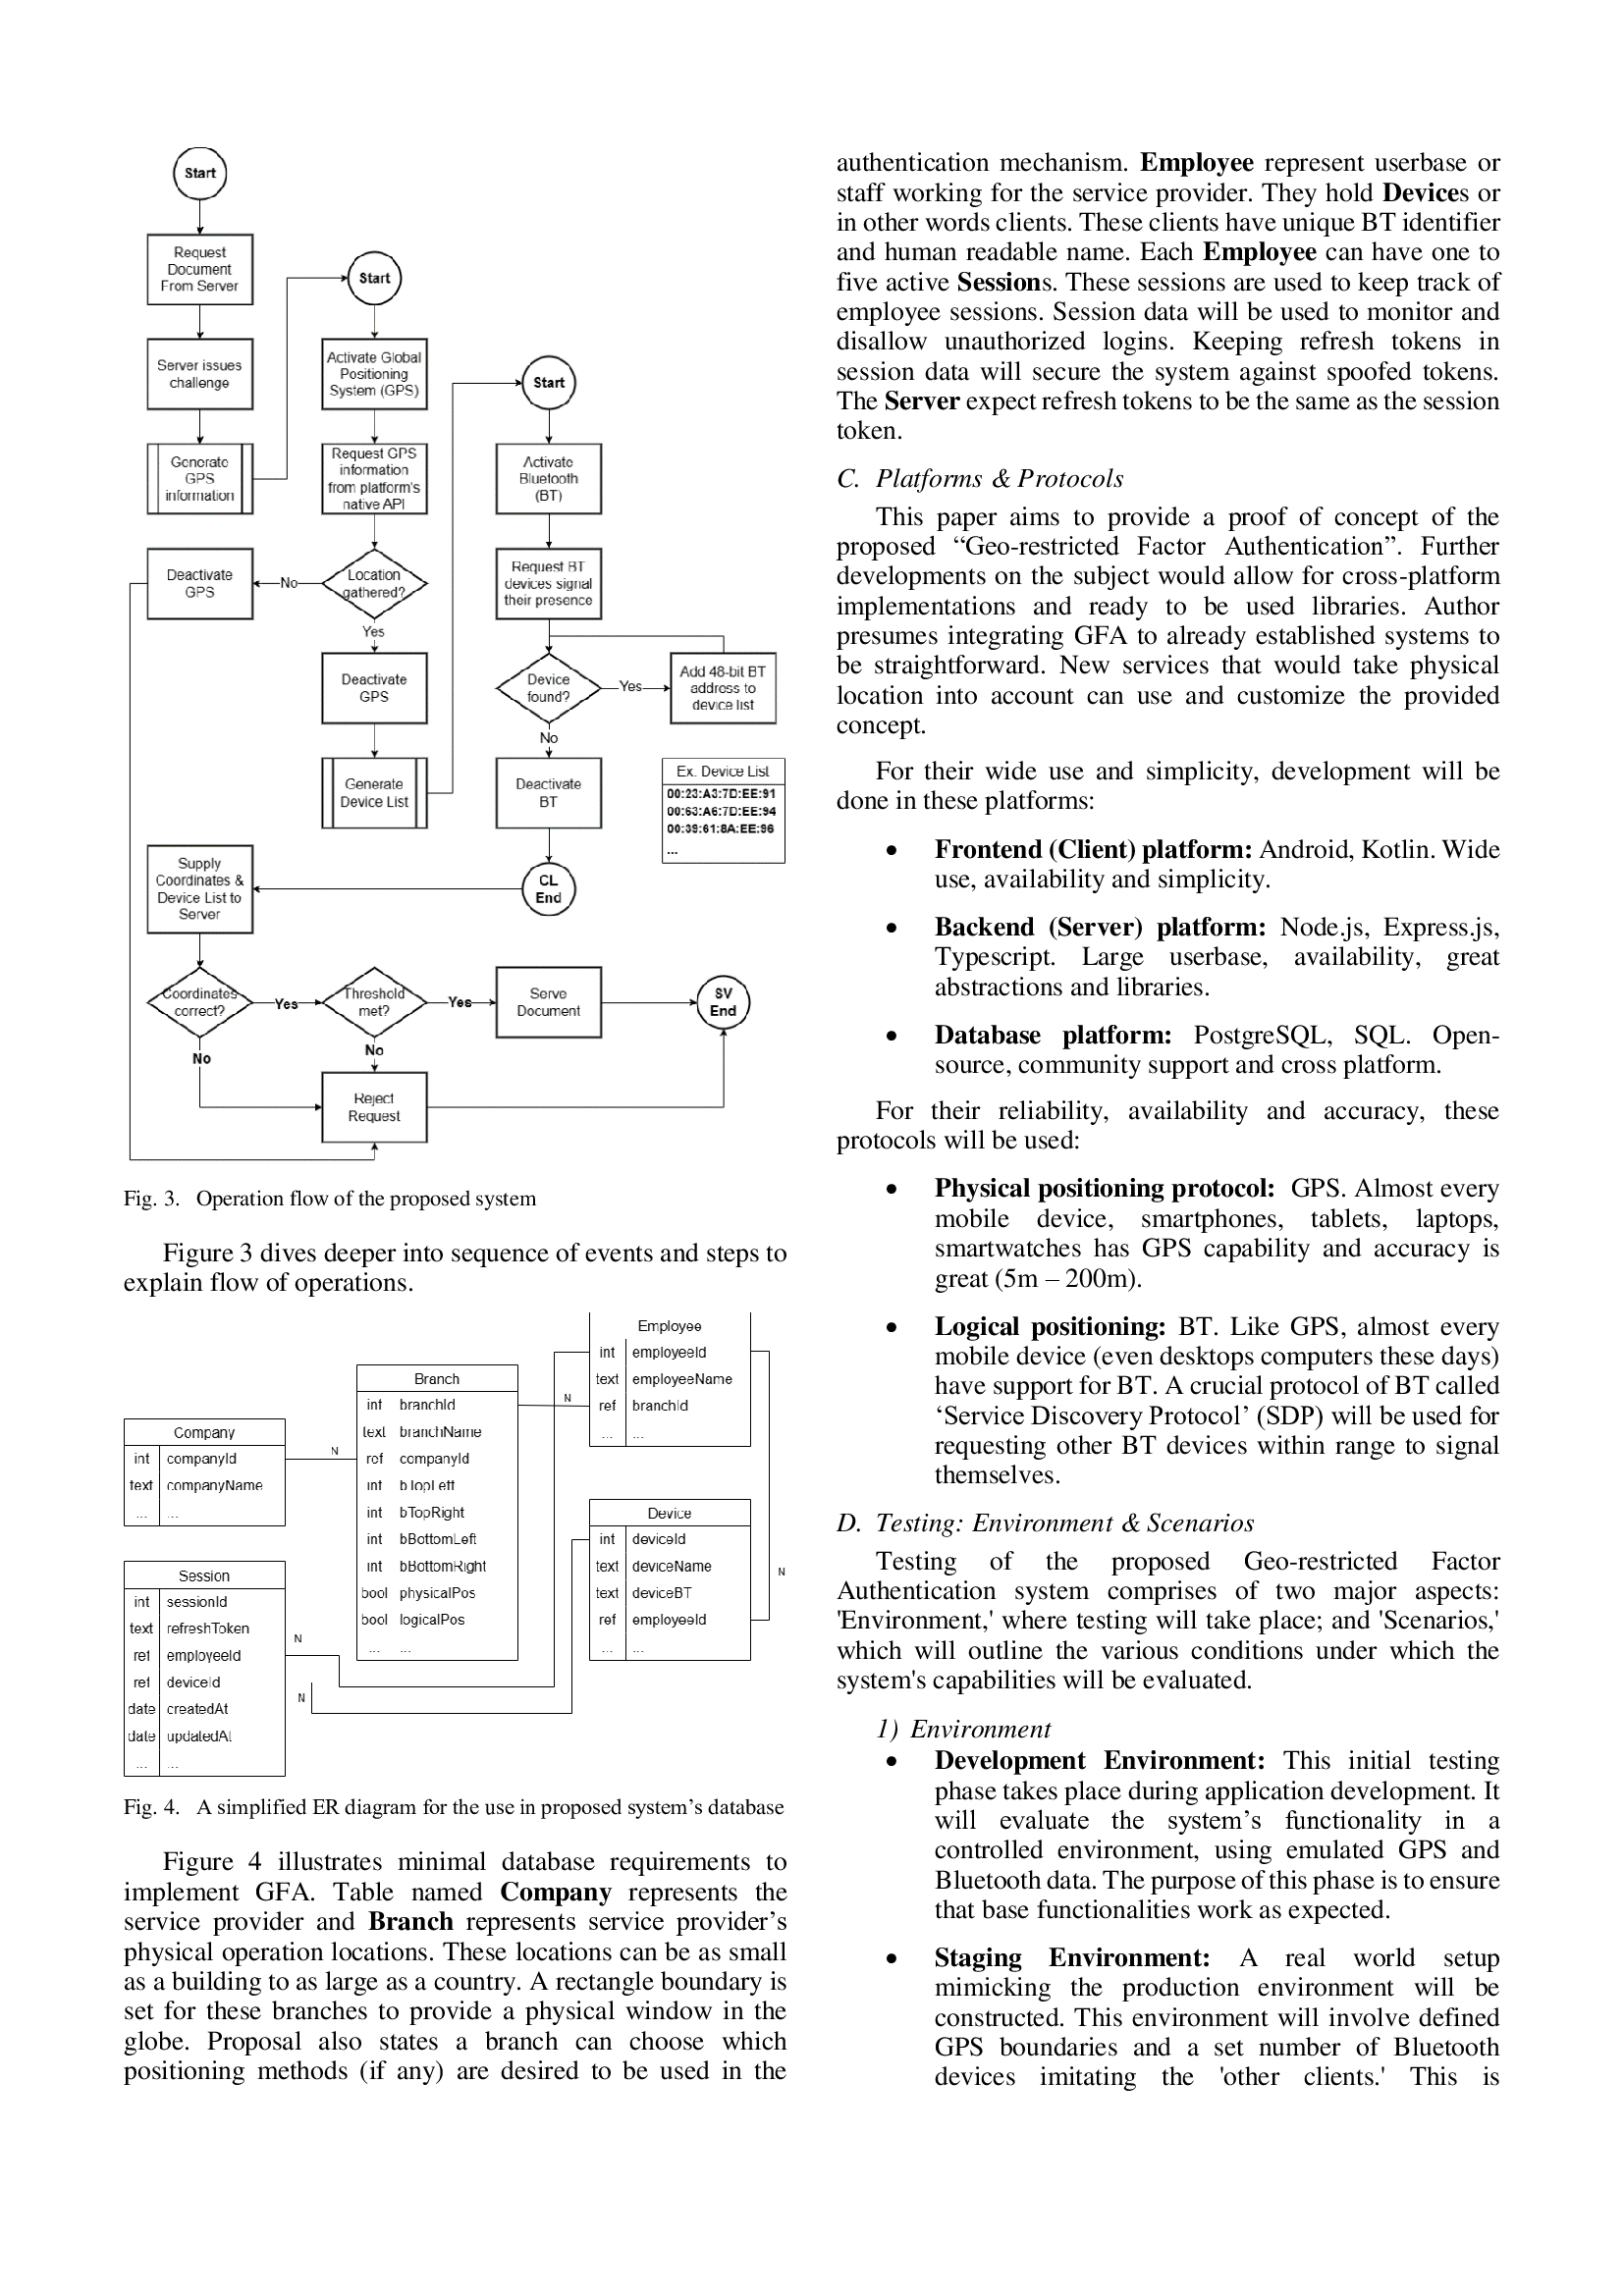 Start
Request
Document
From Server
Server issues
challenge
Generate
GPS
information
Start
Activate Global
Positioning
System (GPS)
Request GPS
information
from platform's
native API
Location
gathered?
No
Deactivate
GPS
Yes
Deactivate
GPS
Generate
Device List
Start
Activate
Bluetooth
(BT)
Request BT
devices signal
their presence
Device
found?
Yes
Add 48-bit BT
address to
device list
No
Deactivate
BT
Ex. Device List
00:23:A3:7D:EE:91
00:63:A6:7D:EE:94
00:39:61:8A:EE:96
...
CL
End
Supply
Coordinates &
Device List to
Server
Coordinates
correct?
Yes
Threshold
met?
Yes
Serve
Document
SV
End
No
No
Reject
Request
Fig. 3. Operation flow of the proposed system
Figure 3 dives deeper into sequence of events and steps to
explain flow of operations.
Company
int companyId
text companyName
... ...
N
Branch
int branchId
text branchName
ref companyId
int bTopLeft
int bTopRight
int bBottomLeft
int bBottomRight
bool physicalPos
bool logicalPos
... ...
N
Employee
int employeeId
text employeeName
ref branchId
... ...
Device
int deviceId
text deviceName
text deviceBT
ref employeeId
... ...
N
Session
int sessionId
text refreshToken
ref employeeId
ref deviceId
date createdAt
date updatedAt
... ...
N
N
Fig. 4. A simplified ER diagram for the use in proposed system’s database
Figure 4 illustrates minimal database requirements to
implement GFA. Table named Company represents the
service provider and Branch represents service provider’s
physical operation locations. These locations can be as small
as a building to as large as a country. A rectangle boundary is
set for these branches to provide a physical window in the
globe. Proposal also states a branch can choose which
positioning methods (if any) are desired to be used in the
authentication mechanism. Employee represent userbase or
staff working for the service provider. They hold Devices or
in other words clients. These clients have unique BT identifier
and human readable name. Each Employee can have one to
five active Sessions. These sessions are used to keep track of
employee sessions. Session data will be used to monitor and
disallow unauthorized logins. Keeping refresh tokens in
session data will secure the system against spoofed tokens.
The Server expect refresh tokens to be the same as the session
token.
C. Platforms & Protocols
This paper aims to provide a proof of concept of the
proposed “Geo-restricted Factor Authentication”. Further
developments on the subject would allow for cross-platform
implementations and ready to be used libraries. Author
presumes integrating GFA to already established systems to
be straightforward. New services that would take physical
location into account can use and customize the provided
concept.
For their wide use and simplicity, development will be
done in these platforms:
• Frontend (Client) platform: Android, Kotlin. Wide
use, availability and simplicity.
• Backend (Server) platform: Node.js, Express.js,
Typescript. Large userbase, availability, great
abstractions and libraries.
• Database platform: PostgreSQL, SQL. Open-
source, community support and cross platform.
For their reliability, availability and accuracy, these
protocols will be used:
• Physical positioning protocol: GPS. Almost every
mobile device, smartphones, tablets, laptops,
smartwatches has GPS capability and accuracy is
great (5m – 200m).
• Logical positioning: BT. Like GPS, almost every
mobile device (even desktops computers these days)
have support for BT. A crucial protocol of BT called
‘Service Discovery Protocol’ (SDP) will be used for
requesting other BT devices within range to signal
themselves.
D. Testing: Environment & Scenarios
Testing of the proposed Geo-restricted Factor
Authentication system comprises of two major aspects:
'Environment,' where testing will take place; and 'Scenarios,'
which will outline the various conditions under which the
system's capabilities will be evaluated.
1) Environment
• Development Environment: This initial testing
phase takes place during application development. It
will evaluate the system’s functionality in a
controlled environment, using emulated GPS and
Bluetooth data. The purpose of this phase is to ensure
that base functionalities work as expected.
• Staging Environment: A real world setup
mimicking the production environment will be
constructed. This environment will involve defined
GPS boundaries and a set number of Bluetooth
devices imitating the 'other clients.' This is